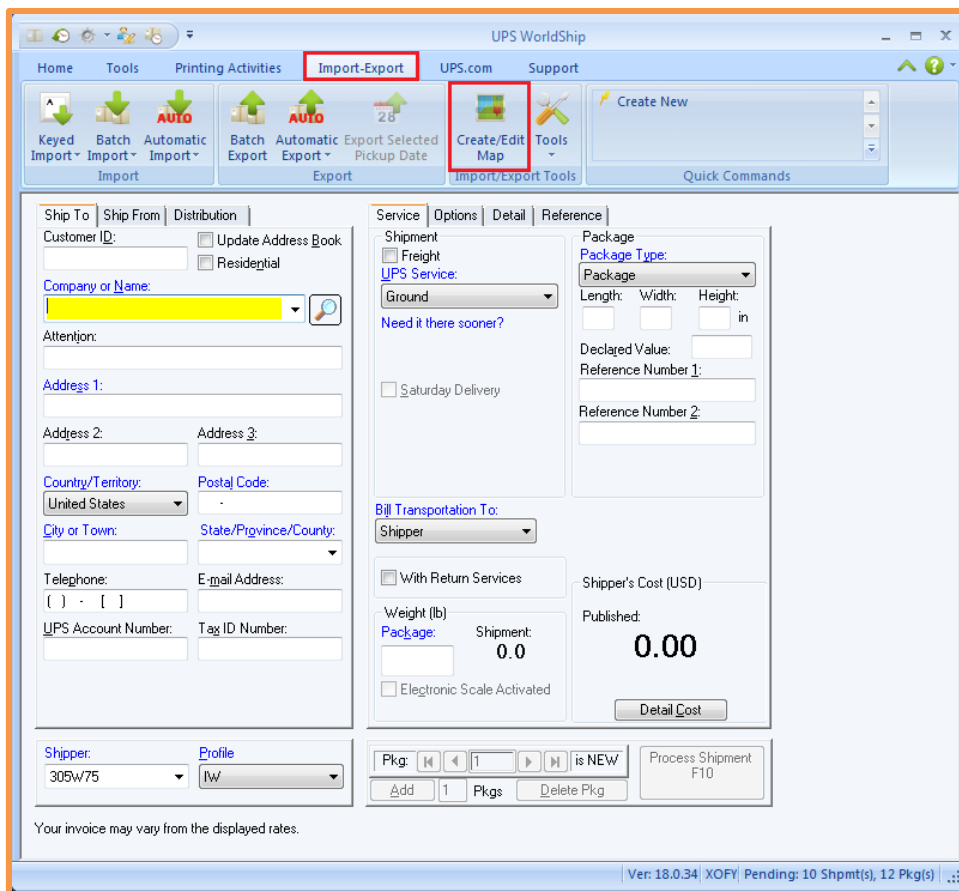 UPS WorldShip
Home Tools Printing Activities Import-Export UPS.com Support
Keyed Import Batch Import Automatic Import Batch Export Automatic Export Export Selected Pickup Date Create/Edit Map Tools Create New
AUTO AUTO 28
Import Export Import/Export Tools Quick Commands
Ship To Ship From Distribution
Customer ID:
Update Address Book
Residential
Company or Name:
Attention:
Address 1:
Address 2: Address 3:
Country/Territory: Postal Code:
United States -
City or Town: State/Province/County:
Telephone: E-mail Address:
( ) - [ ]
UPS Account Number: Tax ID Number:
Service Options Detail Reference
Shipment
Freight
UPS Service:
Ground
Need it there sooner?
Saturday Delivery
Package
Package Type:
Package
Length: Width: Height:
in
Declared Value:
Reference Number 1:
Reference Number 2:
Bill Transportation To:
Shipper
With Return Services
Weight (lb)
Package: Shipment:
0.0
Electronic Scale Activated
Shipper's Cost (USD)
Published:
0.00
Detail Cost
Shipper: Profile
305W75 IW
Pkg: 1 is NEW
Add 1 Pkgs Delete Pkg
Process Shipment
F10
Your invoice may vary from the displayed rates.
Ver: 18.0.34 XOFY Pending: 10 Shpmt(s), 12 Pkg(s)